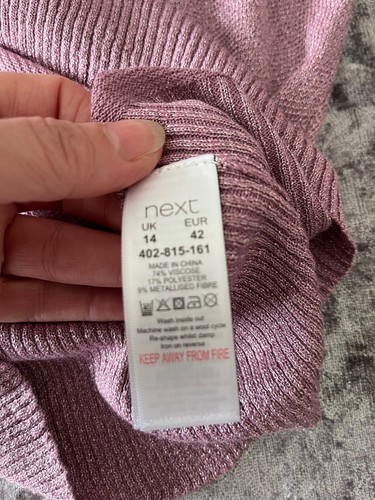 next
UK EUR
14 42
402-815-161
MADE IN CHINA
74% VISCOSE
17% POLYESTER
9% METALLISED FIBRE
Wash inside out
Machine wash on a wool cycle
Re-shape whilst damp
Iron on reverse
KEEP AWAY FROM FIRE